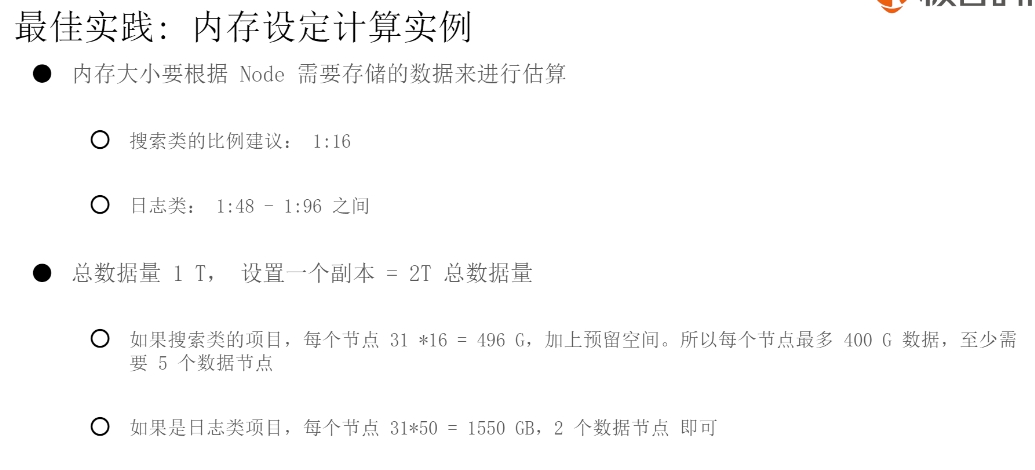 最佳实践：内存设定计算实例
内存大小要根据 Node 需要存储的数据来进行估算
搜索类的比例建议： 1:16
日志类： 1:48 - 1:96 之间
总数据量 1 T， 设置一个副本 = 2T 总数据量
如果搜索类的项目，每个节点 31 *16 = 496 G，加上预留空间。所以每个节点最多 400 G 数据，至少需
要 5 个数据节点
如果是日志类项目，每个节点 31*50 = 1550 GB，2 个数据节点 即可